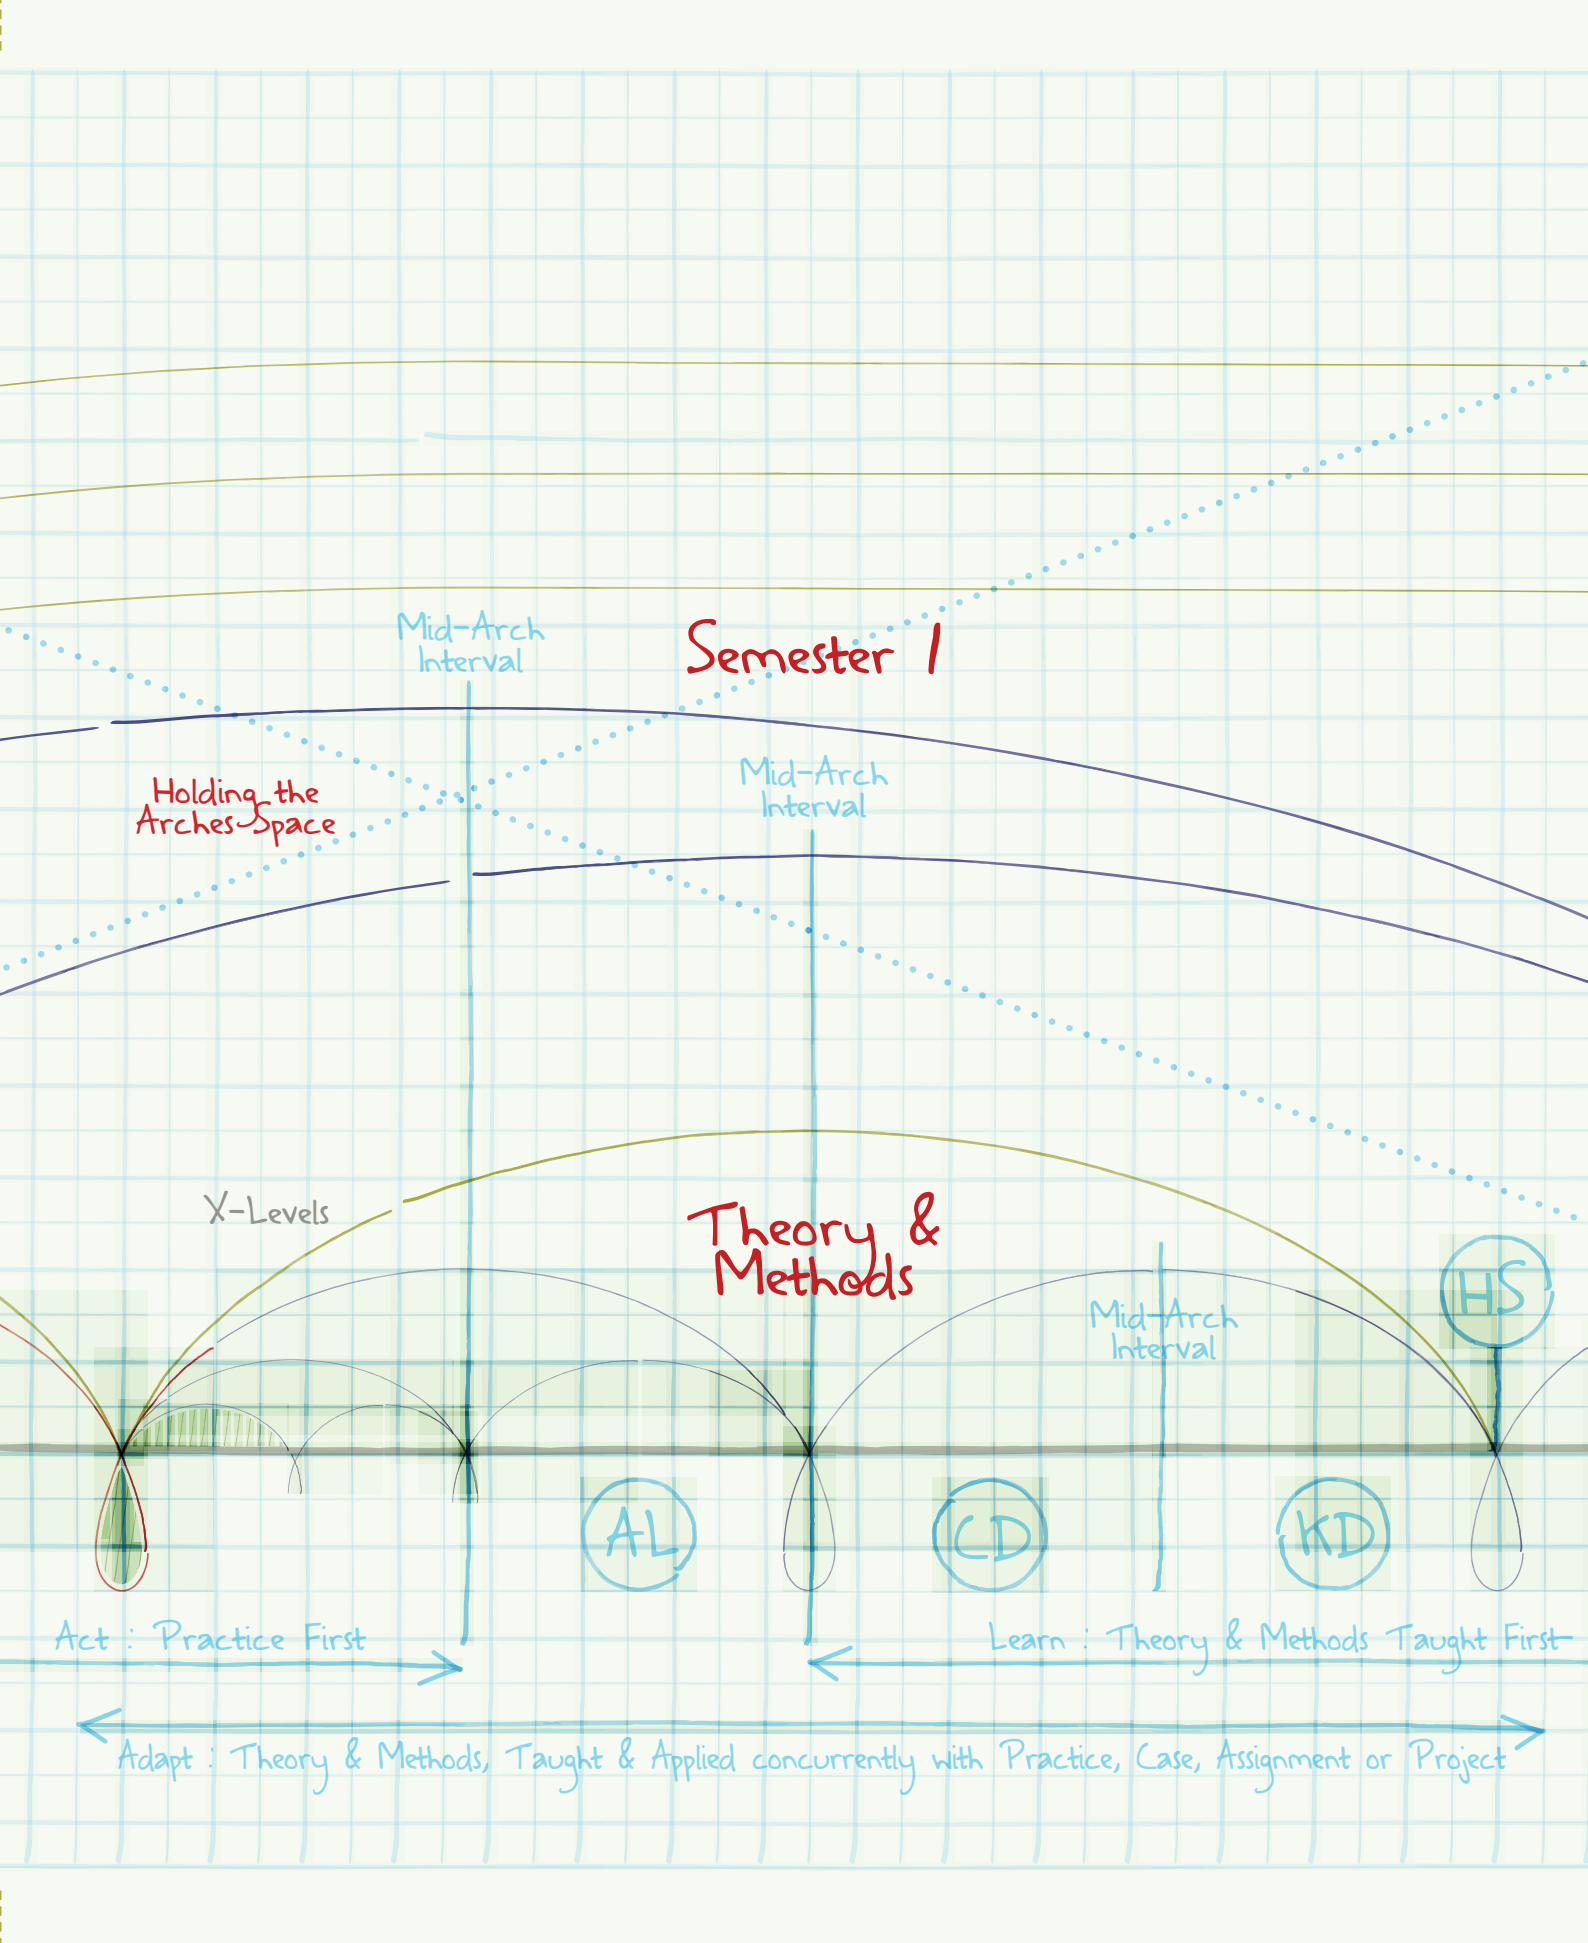 Mid-Arch
Interval
Semester 1
Mid-Arch
Interval
Holding the
Arches Space
X-Levels
Theory &
Methods
HS
Mid-Arch
Interval
AL
CD
KD
Act : Practice First
Learn : Theory & Methods Taught First
Adapt : Theory & Methods, Taught & Applied concurrently with Practice, Case, Assignment or Project